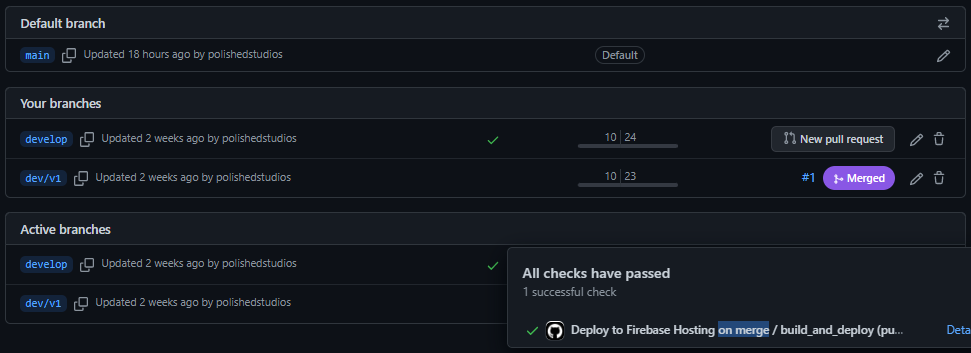 Default branch
main Updated 18 hours ago by polishedstudios Default
Your branches
develop Updated 2 weeks ago by polishedstudios 10 24 New pull request
dev/v1 Updated 2 weeks ago by polishedstudios 10 23 #1 Merged
Active branches
develop Updated 2 weeks ago by polishedstudios
dev/v1 Updated 2 weeks ago by polishedstudios
All checks have passed
1 successful check
Deploy to Firebase Hosting on merge / build_and_deploy (pu... Detai